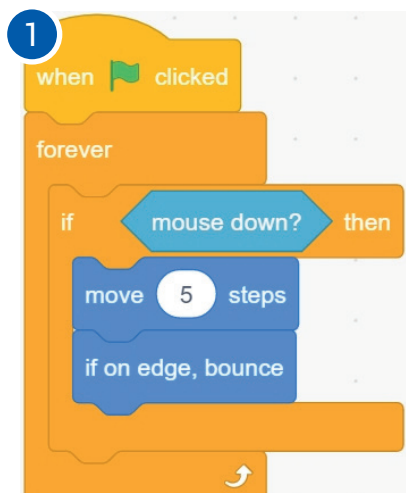 1
when clicked
forever
if mouse down? then
move 5 steps
if on edge, bounce